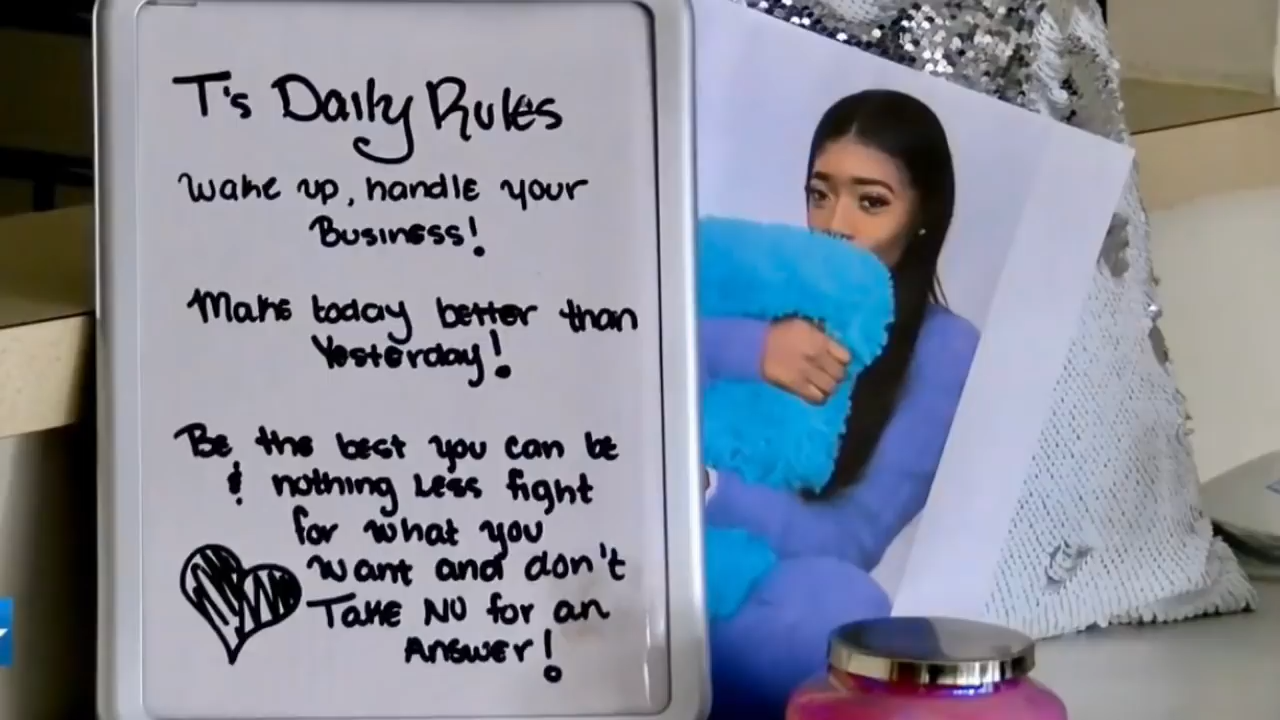 T's Daily Rules
Wake up, handle your
Business!
Make today better than
Yesterday!
Be the best you can be
& nothing Less fight
for what you
want and don't
Take NO for an
Answer!